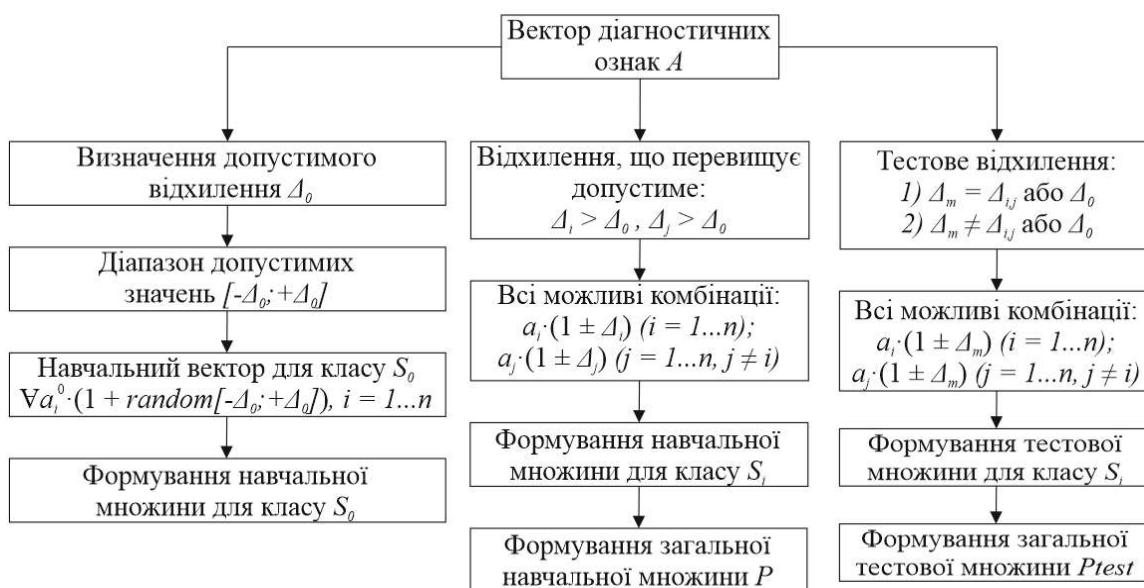 Вектор діагностичних
ознак A
Визначення допустимого
відхилення Δ₀
Діапазон допустимих
значень [-Δ₀;+Δ₀]
Навчальний вектор для класу S₀
∀aᵢ⁰·(1 + random[-Δ₀;+Δ₀]), i = 1...n
Формування навчальної
множини для класу S₀
Відхилення, що перевищує
допустиме:
Δᵢ > Δ₀ , Δⱼ > Δ₀
Всі можливі комбінації:
aᵢ·(1 ± Δᵢ) (i = 1...n);
aⱼ·(1 ± Δⱼ) (j = 1...n, j ≠ i)
Формування навчальної
множини для класу Sᵢ
Формування загальної
навчальної множини P
Тестове відхилення:
1) Δₘ = Δᵢ,ⱼ або Δ₀
2) Δₘ ≠ Δᵢ,ⱼ або Δ₀
Всі можливі комбінації:
aᵢ·(1 ± Δₘ) (i = 1...n);
aⱼ·(1 ± Δₘ) (j = 1...n, j ≠ i)
Формування тестової
множини для класу Sᵢ
Формування загальної
тестової множини Ptest